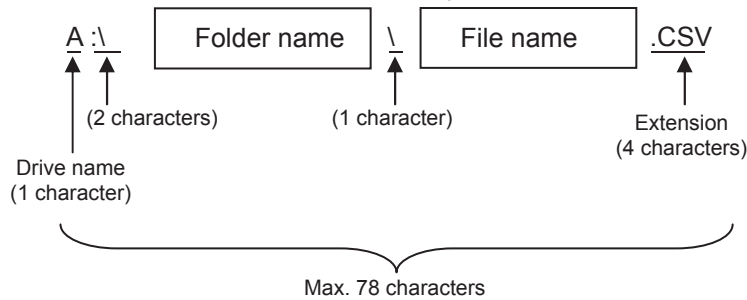 A :\ Folder name \ File name .CSV
(2 characters) (1 character) Extension
(4 characters)
Drive name
(1 character)
Max. 78 characters